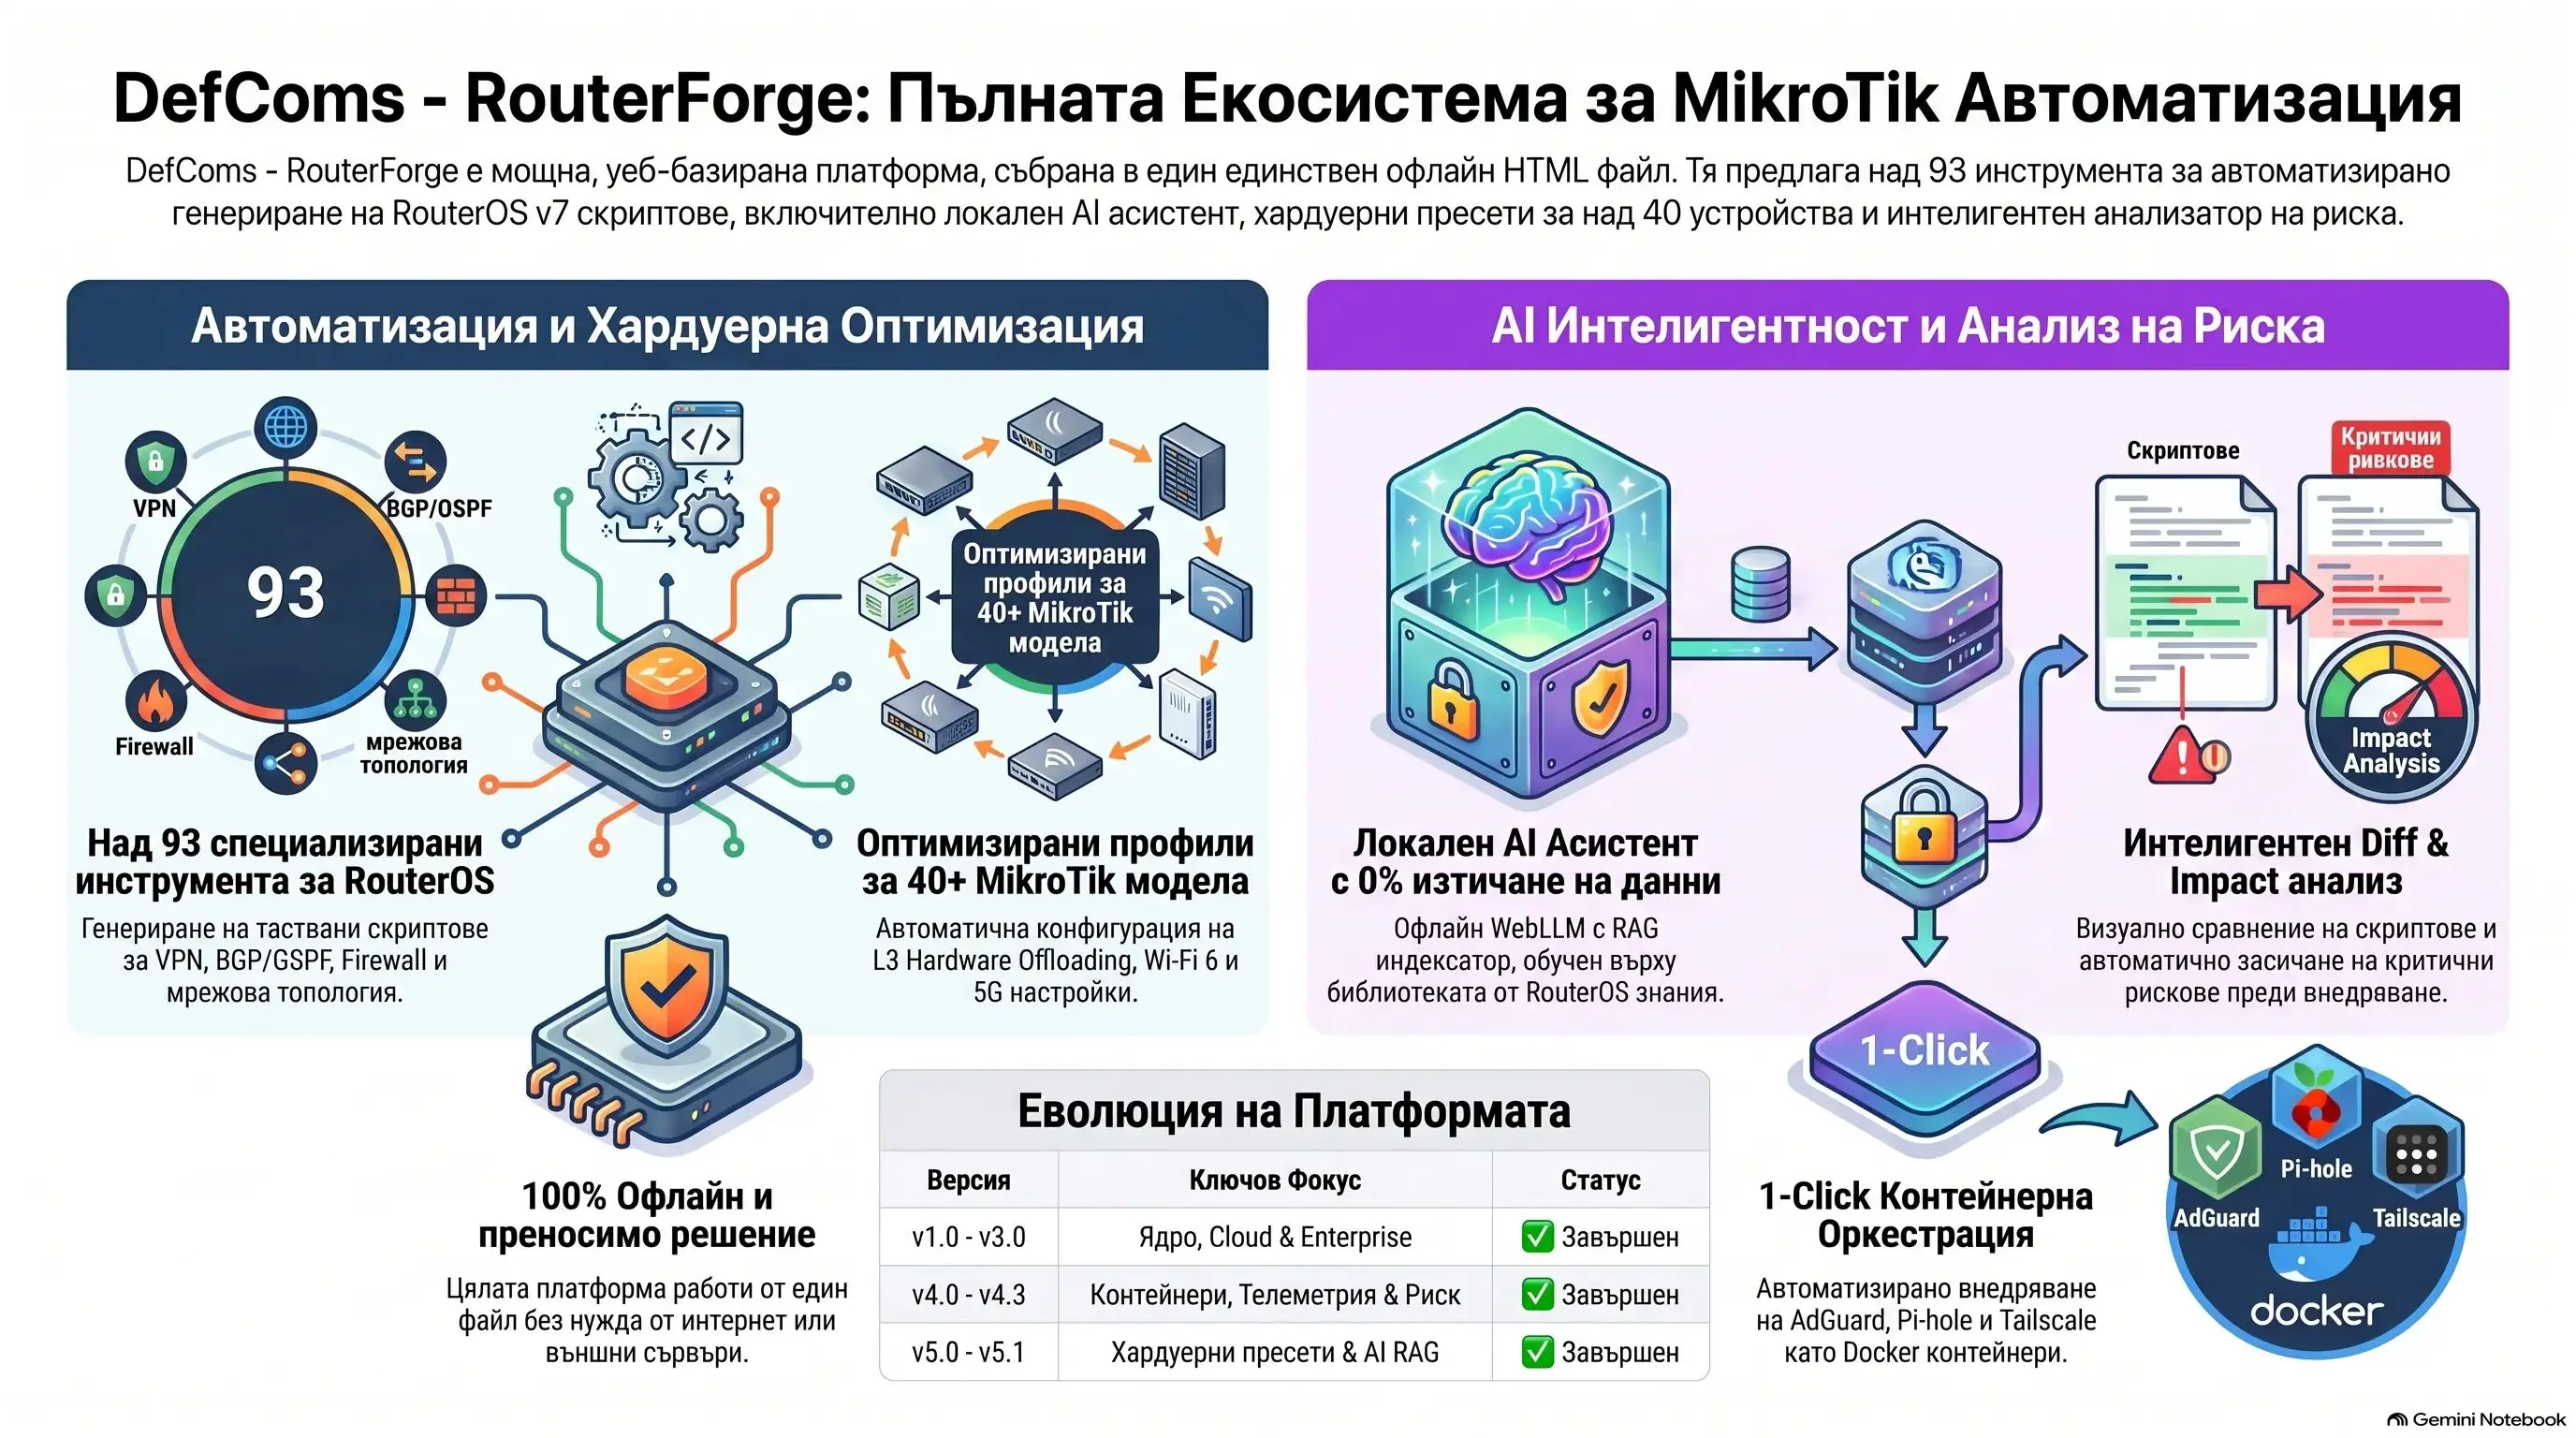 DefComs - RouterForge: Пълната Екосистема за MikroTik Автоматизация
DefComs - RouterForge е мощна, уеб-базирана платформа, събрана в един единствен офлайн HTML файл. Тя предлага над 93 инструмента за автоматизирано
генериране на RouterOS v7 скриптове, включително локален AI асистент, хардуерни пресети за над 40 устройства и интелигентен анализатор на риска.
Автоматизация и Хардуерна Оптимизация
VPN
BGP/OSPF
93
Firewall
мрежова
топология
</>
Оптимизирани
профили за
40+ MikroTik
модела
Над 93 специализирани
инструмента за RouterOS
Генериране на таствани скриптове
за VPN, BGP/GSPF, Firewall и
мрежова топология.
Оптимизирани профили
за 40+ MikroTik модела
Автоматична конфигурация на
L3 Hardware Offloading, Wi-Fi 6 и
5G настройки.
AI Интелигентност и Анализ на Риска
Скриптове
Критичии
ривкове
Impact
Analysis
Локален AI Асистент
с 0% изтичане на данни
Офлайн WebLLM с RAG
индексатор, обучен върху
библиотеката от RouterOS знания.
Интелигентен Diff &
Impact анализ
Визуално сравнение на скриптове и
автоматично засичане на критични
рискове преди внедряване.
100% Офлайн и
преносимо решение
Цялата платформа работи от един
файл без нужда от интернет или
външни сървъри.
Еволюция на Платформата
Версия Ключов Фокус Статус
v1.0 - v3.0 Ядро, Cloud & Enterprise ✅ Завършен
v4.0 - v4.3 Контейнери, Телеметрия & Риск ✅ Завършен
v5.0 - v5.1 Хардуерни пресети & AI RAG ✅ Завършен
1-Click
1-Click Контейнерна
Оркестрация
Автоматизирано внедряване
на AdGuard, Pi-hole и Tailscale
като Docker контейнери.
Pi-hole
AdGuard
Tailscale
docker
Gemini Notebook